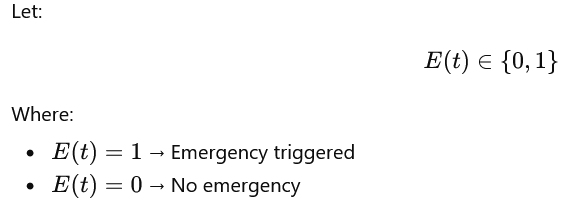 Let:
E(t) ∈ {0, 1}
Where:
• E(t) = 1 → Emergency triggered
• E(t) = 0 → No emergency